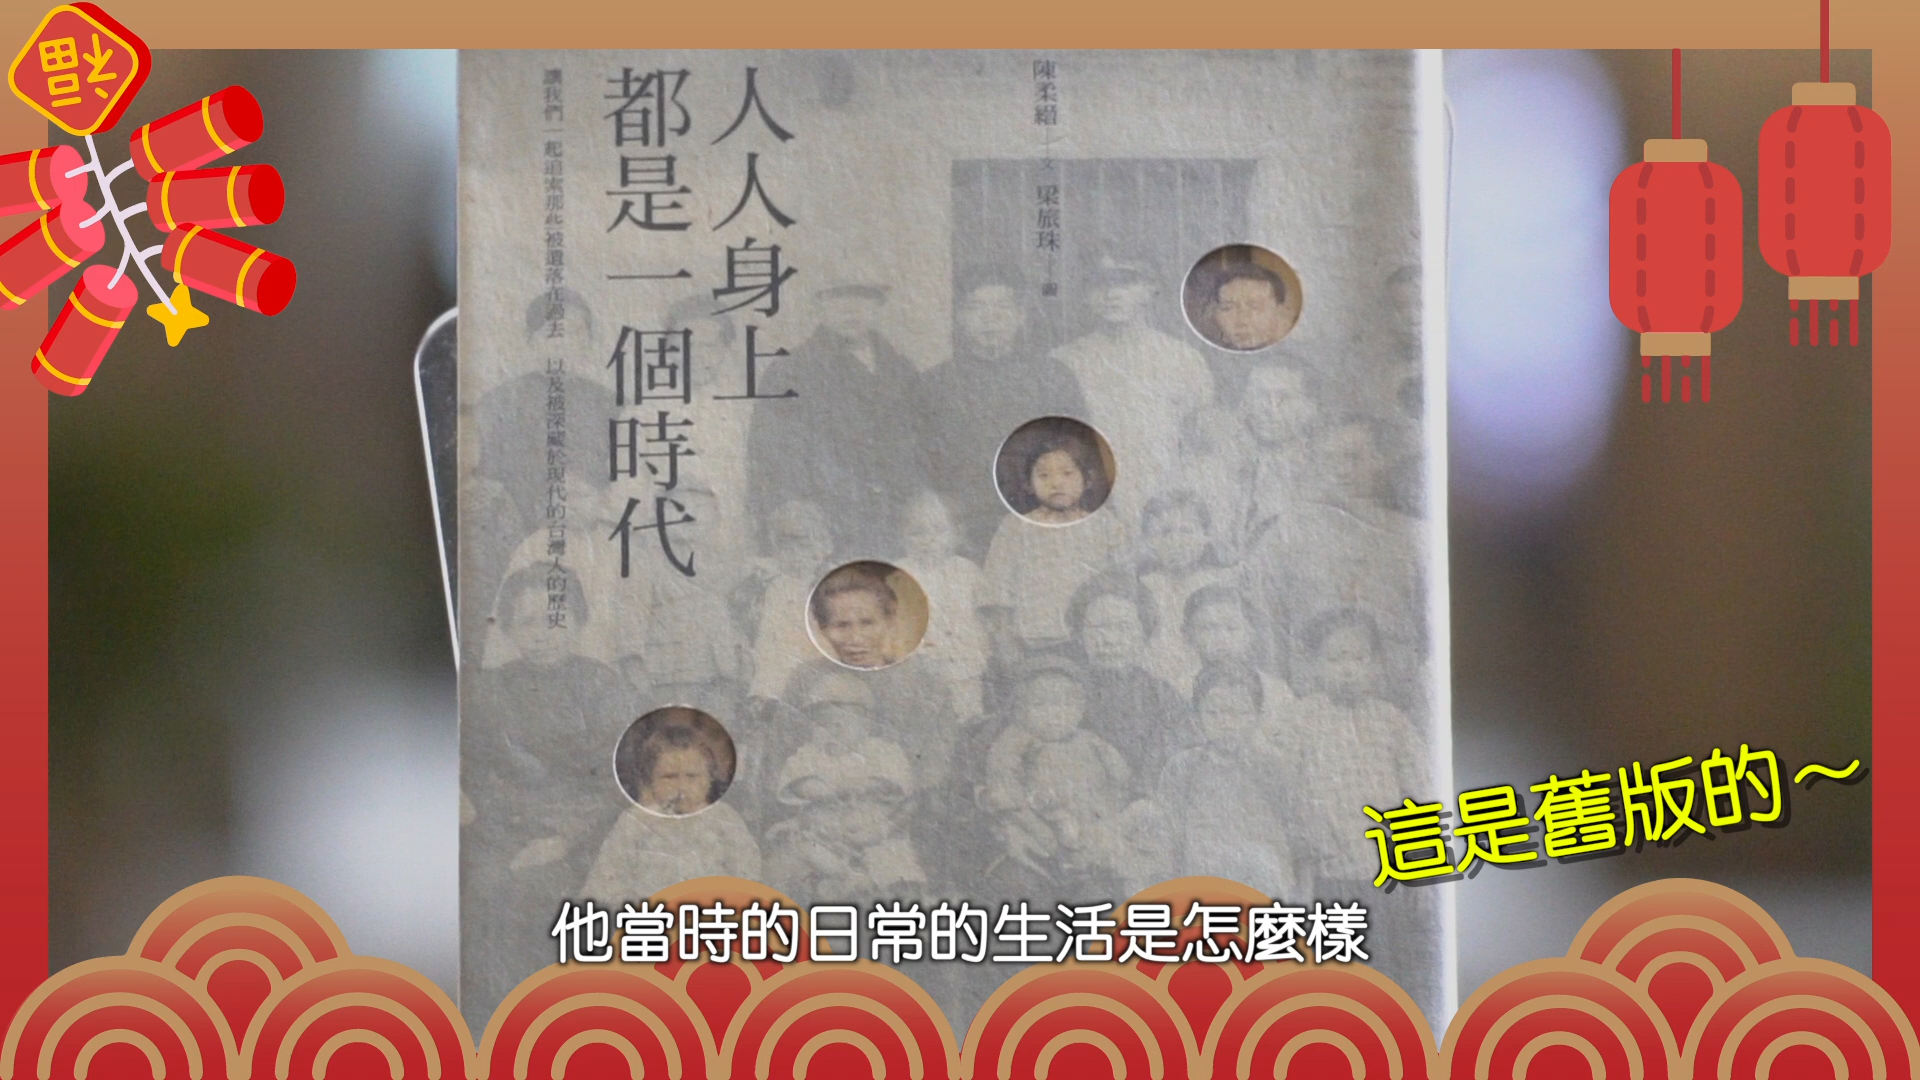 福
人人身上
都是一個時代
讓我們一起追索那些被遺落在過去 以及被深藏於現代的台灣人的歷史
陳柔縉／文 梁旅珠／編
這是舊版的～
他當時的日常的生活是怎麼樣